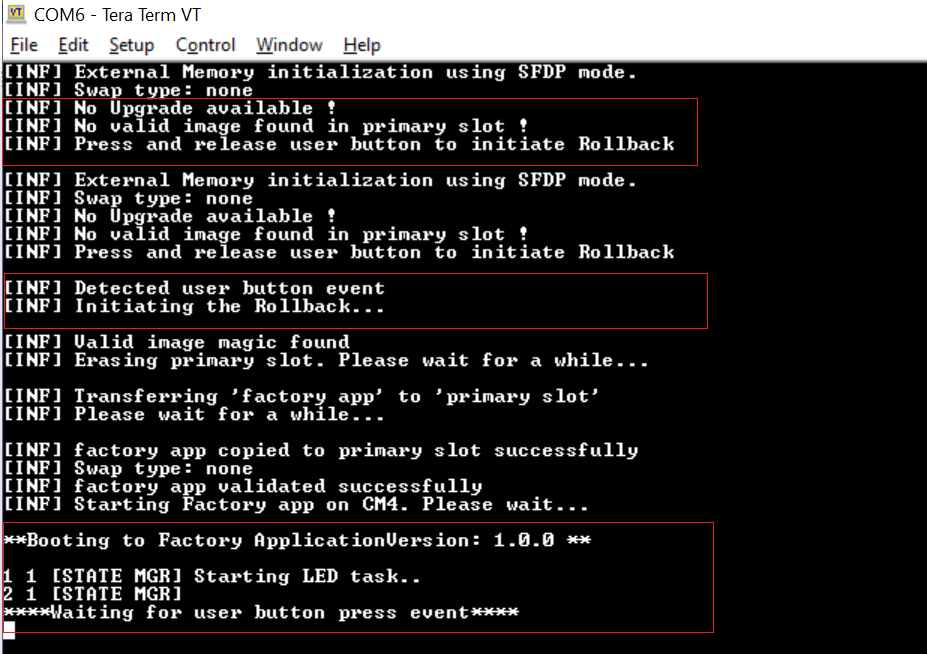 VT COM6 - Tera Term VT
File Edit Setup Control Window Help
[INF] External Memory initialization using SFDP mode.
[INF] Swap type: none
[INF] No Upgrade available !
[INF] No valid image found in primary slot !
[INF] Press and release user button to initiate Rollback
[INF] External Memory initialization using SFDP mode.
[INF] Swap type: none
[INF] No Upgrade available !
[INF] No valid image found in primary slot !
[INF] Press and release user button to initiate Rollback
[INF] Detected user button event
[INF] Initiating the Rollback...
[INF] Valid image magic found
[INF] Erasing primary slot. Please wait for a while...
[INF] Transferring 'factory app' to 'primary slot'
[INF] Please wait for a while...
[INF] factory app copied to primary slot successfully
[INF] Swap type: none
[INF] factory app validated successfully
[INF] Starting Factory app on CM4. Please wait...
**Booting to Factory ApplicationVersion: 1.0.0 **
1 1 [STATE MGR] Starting LED task..
2 1 [STATE MGR]
****Waiting for user button press event****